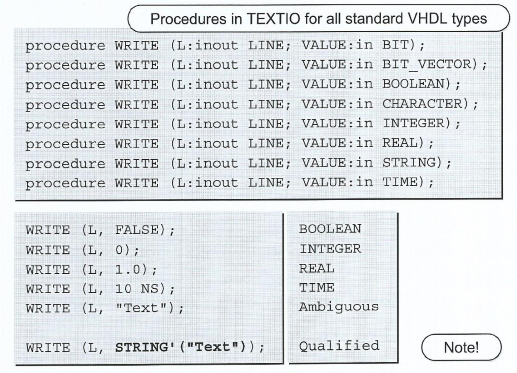 Procedures in TEXTIO for all standard VHDL types
procedure WRITE (L:inout LINE; VALUE:in BIT);
procedure WRITE (L:inout LINE; VALUE:in BIT_VECTOR);
procedure WRITE (L:inout LINE; VALUE:in BOOLEAN);
procedure WRITE (L:inout LINE; VALUE:in CHARACTER);
procedure WRITE (L:inout LINE; VALUE:in INTEGER);
procedure WRITE (L:inout LINE; VALUE:in REAL);
procedure WRITE (L:inout LINE; VALUE:in STRING);
procedure WRITE (L:inout LINE; VALUE:in TIME);
WRITE (L, FALSE); BOOLEAN
WRITE (L, 0); INTEGER
WRITE (L, 1.0); REAL
WRITE (L, 10 NS); TIME
WRITE (L, "Text"); Ambiguous
WRITE (L, STRING'("Text")); Qualified Note!